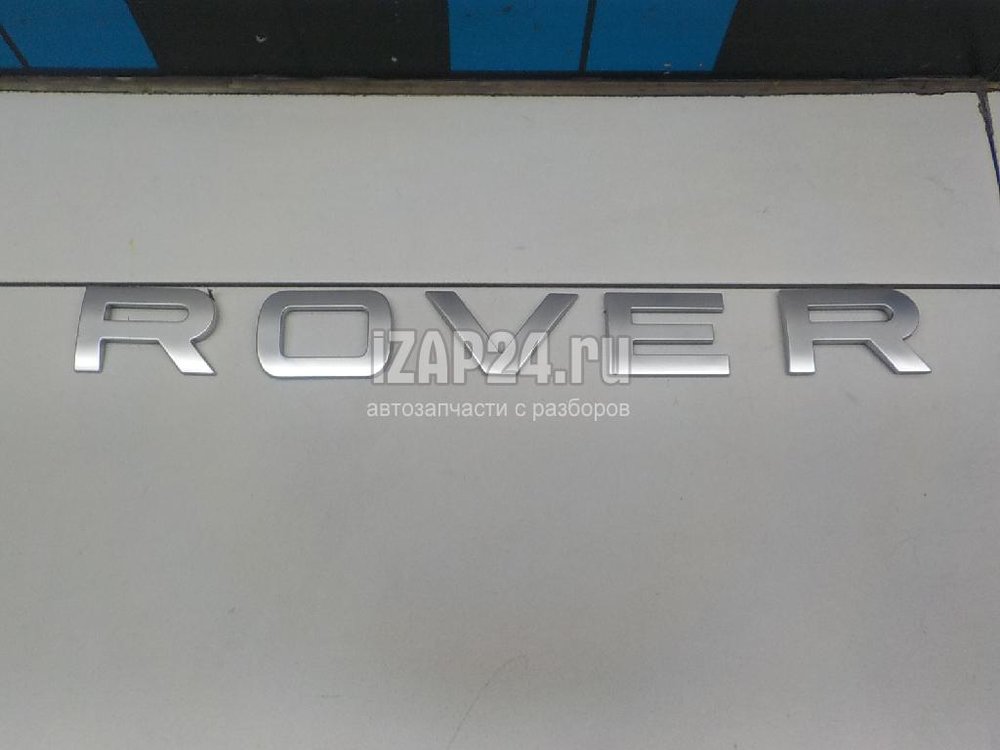 ROVER
iZAP24.ru
автозапчасти с разборов